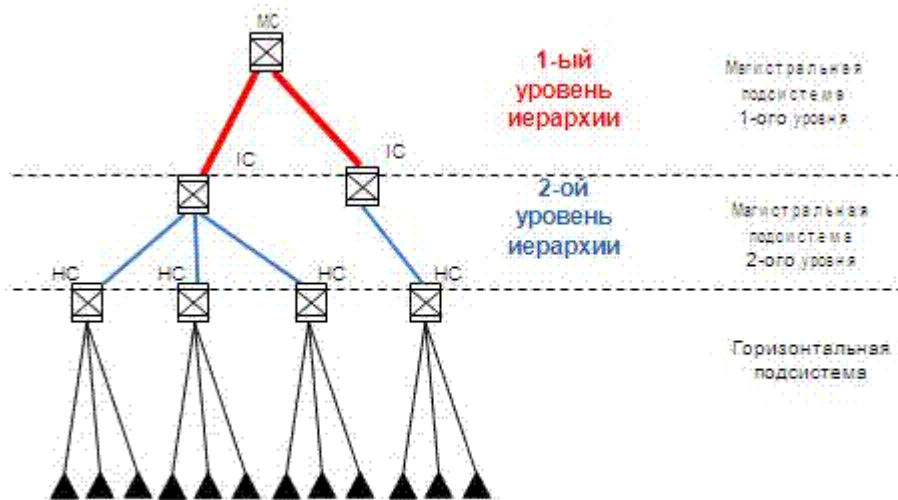 МС
1-ый
уровень
иерархии
Магистральная
подсистема
1-ого уровня
IC
IC
2-ой
уровень
иерархии
Магистральная
подсистема
2-ого уровня
НС
НС
НС
НС
Горизонтальная
подсистема